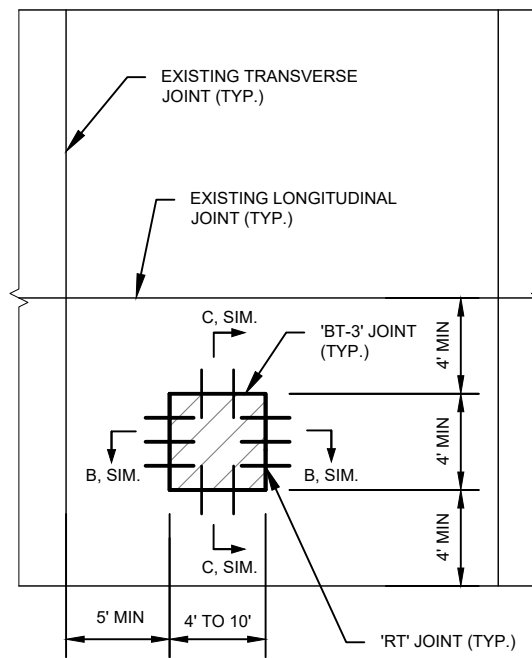 EXISTING TRANSVERSE
JOINT (TYP.)
EXISTING LONGITUDINAL
JOINT (TYP.)
C, SIM.
'BT-3' JOINT
(TYP.)
4' MIN
B, SIM.
B, SIM.
4' MIN
C, SIM.
4' MIN
5' MIN
4' TO 10'
'RT' JOINT (TYP.)